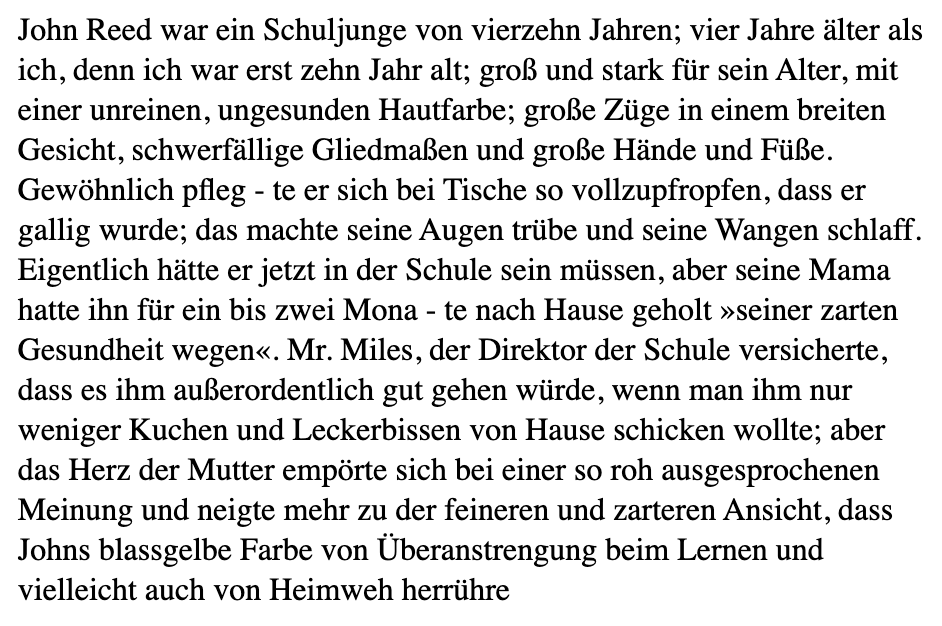 John Reed war ein Schuljunge von vierzehn Jahren; vier Jahre älter als
ich, denn ich war erst zehn Jahr alt; groß und stark für sein Alter, mit
einer unreinen, ungesunden Hautfarbe; große Züge in einem breiten
Gesicht, schwerfällige Gliedmaßen und große Hände und Füße.
Gewöhnlich pfleg - te er sich bei Tische so vollzupfropfen, dass er
gallig wurde; das machte seine Augen trübe und seine Wangen schlaff.
Eigentlich hätte er jetzt in der Schule sein müssen, aber seine Mama
hatte ihn für ein bis zwei Mona - te nach Hause geholt »seiner zarten
Gesundheit wegen«. Mr. Miles, der Direktor der Schule versicherte,
dass es ihm außerordentlich gut gehen würde, wenn man ihm nur
weniger Kuchen und Leckerbissen von Hause schicken wollte; aber
das Herz der Mutter empörte sich bei einer so roh ausgesprochenen
Meinung und neigte mehr zu der feineren und zarteren Ansicht, dass
Johns blassgelbe Farbe von Überanstrengung beim Lernen und
vielleicht auch von Heimweh herrühre